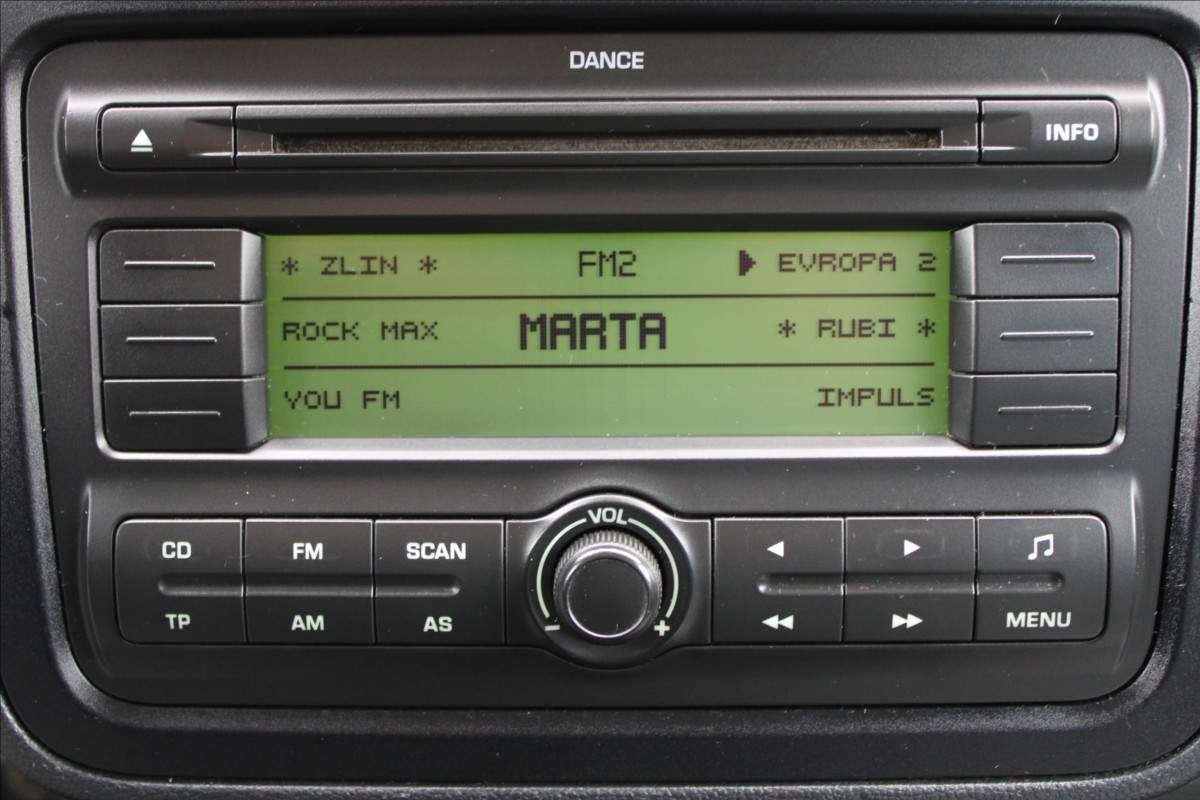 DANCE
INFO
* ZLIN * FM2 EVROPA 2
ROCK MAX MARTA * RUBI *
YOU FM IMPULS
VOL
CD FM SCAN
- +
TP AM AS MENU